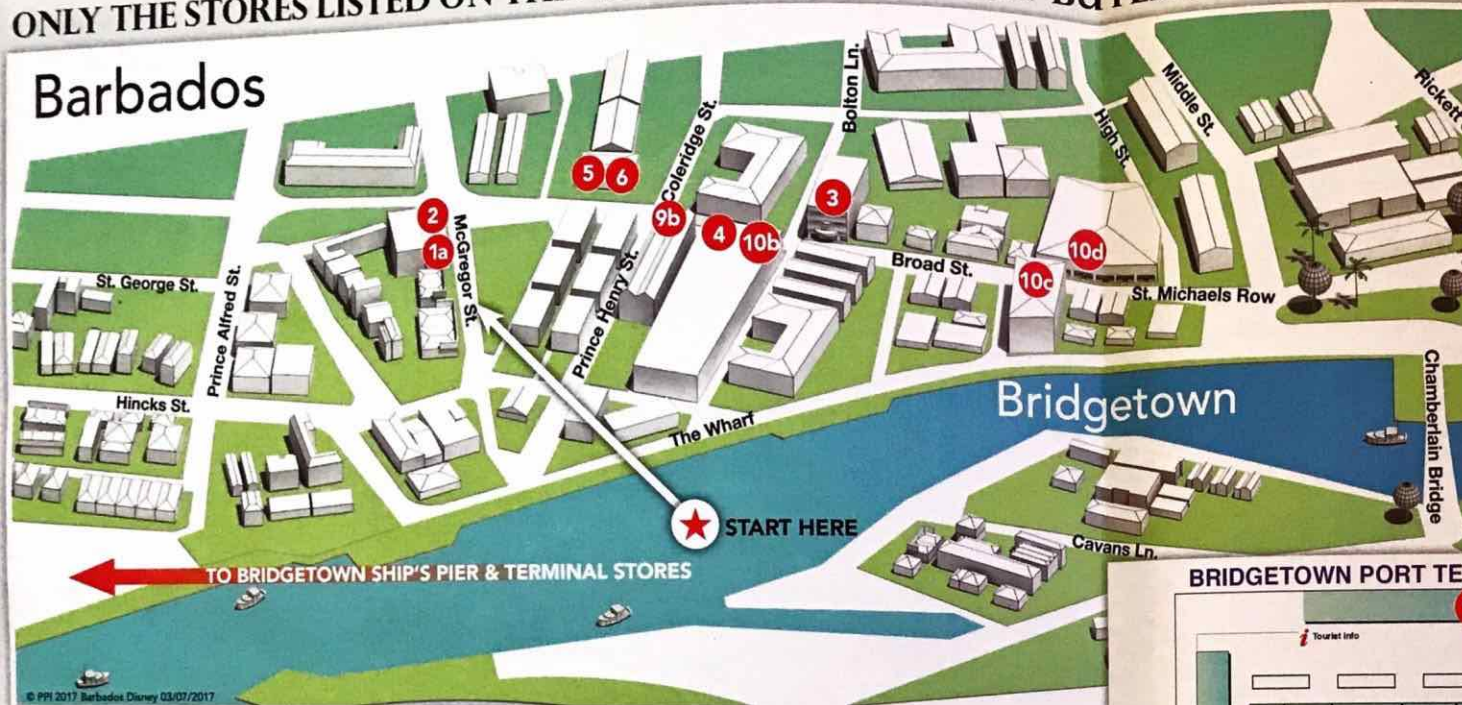 ONLY THE STORES LISTED ON
Barbados
Bolton Ln.
Middle St.
Rickett
High St.
Coleridge St.
5
6
3
9b
2
4
10b
1a
McGregor St.
10d
Broad St.
10c
St. George St.
Prince Alfred St.
Prince Henry St.
St. Michaels Row
Hincks St.
Bridgetown
The Wharf
Chamberlain Bridge
START HERE
Cavans Ln.
TO BRIDGETOWN SHIP'S PIER & TERMINAL STORES
BRIDGETOWN PORT TE
i Tourist Info
© PPI 2017 Barbados Disney 03/07/2017